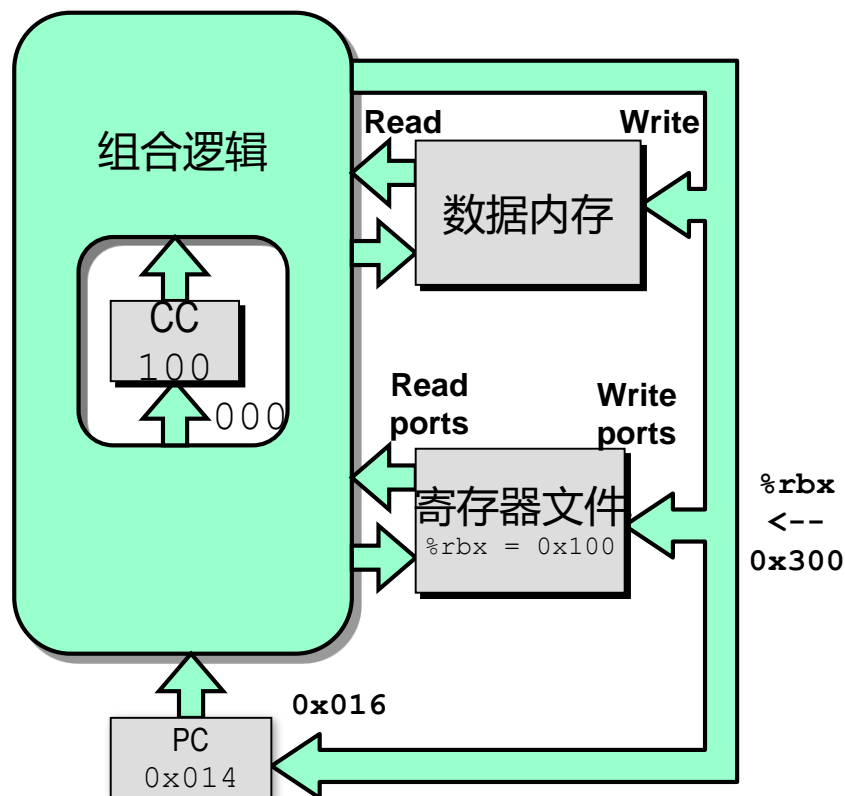 组合逻辑
Read
Write
数据内存
CC
100
000
Read
ports
Write
ports
寄存器文件
%rbx = 0x100
%rbx
<--
0x300
0x016
PC
0x014